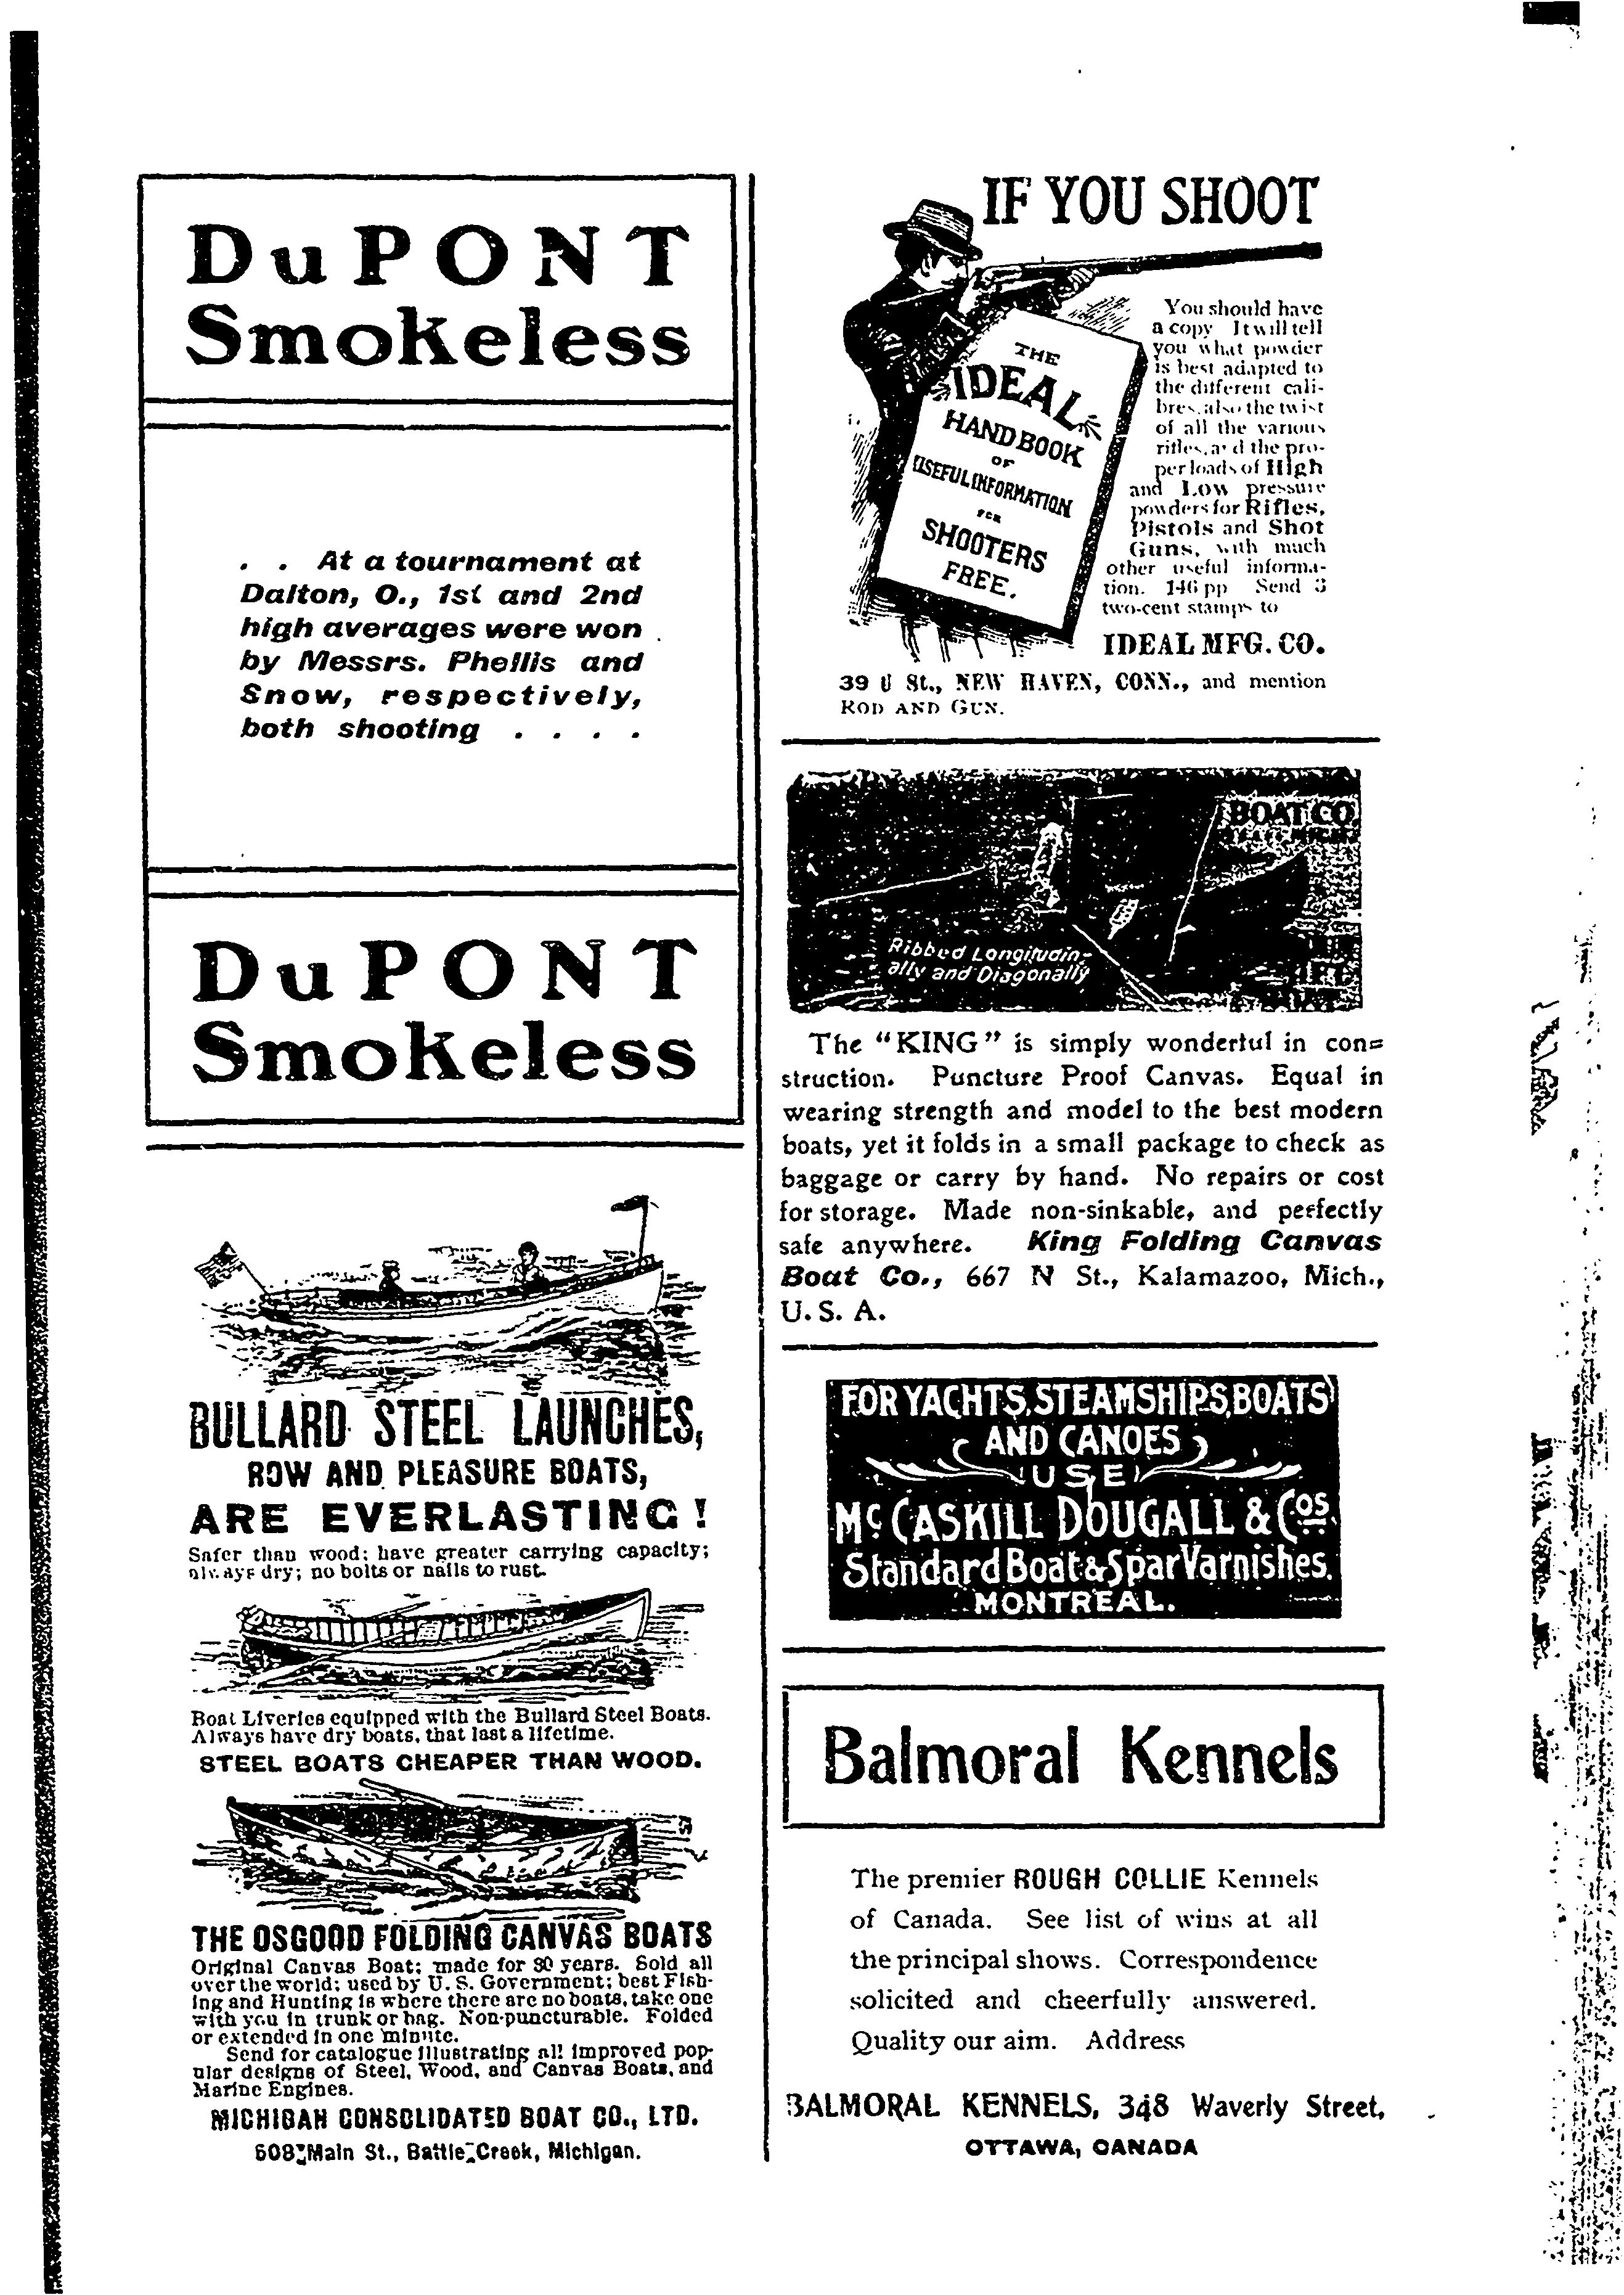 DuPONT
Smokeless
. . At a tournament at
Dalton, O., 1st and 2nd
high averages were won
by Messrs. Phellis and
Snow, respectively,
both shooting . . . .
DuPONT
Smokeless
BULLARD STEEL LAUNCHES,
ROW AND PLEASURE BOATS,
ARE EVERLASTING!
Safer than wood; have greater carrying capacity;
always dry; no bolts or nails to rust.
Boat Liveries equipped with the Bullard Steel Boats.
Always have dry boats, that last a lifetime.
STEEL BOATS CHEAPER THAN WOOD.
THE OSGOOD FOLDING CANVAS BOATS
Original Canvas Boat; made for 30 years. Sold all
over the world; used by U. S. Government; best Fish-
ing and Hunting is where there are no boats, take one
with you in trunk or bag. Non-puncturable. Folded
or extended in one minute.
Send for catalogue illustrating all improved pop-
ular designs of Steel, Wood, and Canvas Boats, and
Marine Engines.
MICHIGAN CONSOLIDATED BOAT CO., LTD.
508 Main St., Battle Creek, Michigan.
IF YOU SHOOT
THE
IDEAL
HAND BOOK
OF
USEFUL INFORMATION
FOR
SHOOTERS
FREE.
You should have
a copy It will tell
you what powder
is best adapted to
the different cali-
bres, also the twist
of all the various
rifles, and the pro-
per loads of High
and Low pressure
powders for Rifles,
Pistols and Shot
Guns, with much
other useful informa-
tion. 146 pp Send 3
two-cent stamps to
IDEAL MFG. CO.
39 U St., NEW HAVEN, CONN., and mention
ROD AND GUN.
BOAT CO.
Ribbed Longitudin-
ally and Diagonally
The "KING" is simply wonderful in con=
struction. Puncture Proof Canvas. Equal in
wearing strength and model to the best modern
boats, yet it folds in a small package to check as
baggage or carry by hand. No repairs or cost
for storage. Made non-sinkable, and perfectly
safe anywhere. King Folding Canvas
Boat Co., 667 N St., Kalamazoo, Mich.,
U. S. A.
FOR YACHTS, STEAMSHIPS, BOATS
AND CANOES
USE
McCASKILL DOUGALL & Cos
Standard Boat & Spar Varnishes.
MONTREAL.
Balmoral Kennels
The premier ROUGH COLLIE Kennels
of Canada. See list of wins at all
the principal shows. Correspondence
solicited and cheerfully answered.
Quality our aim. Address
BALMORAL KENNELS, 348 Waverly Street,
OTTAWA, CANADA